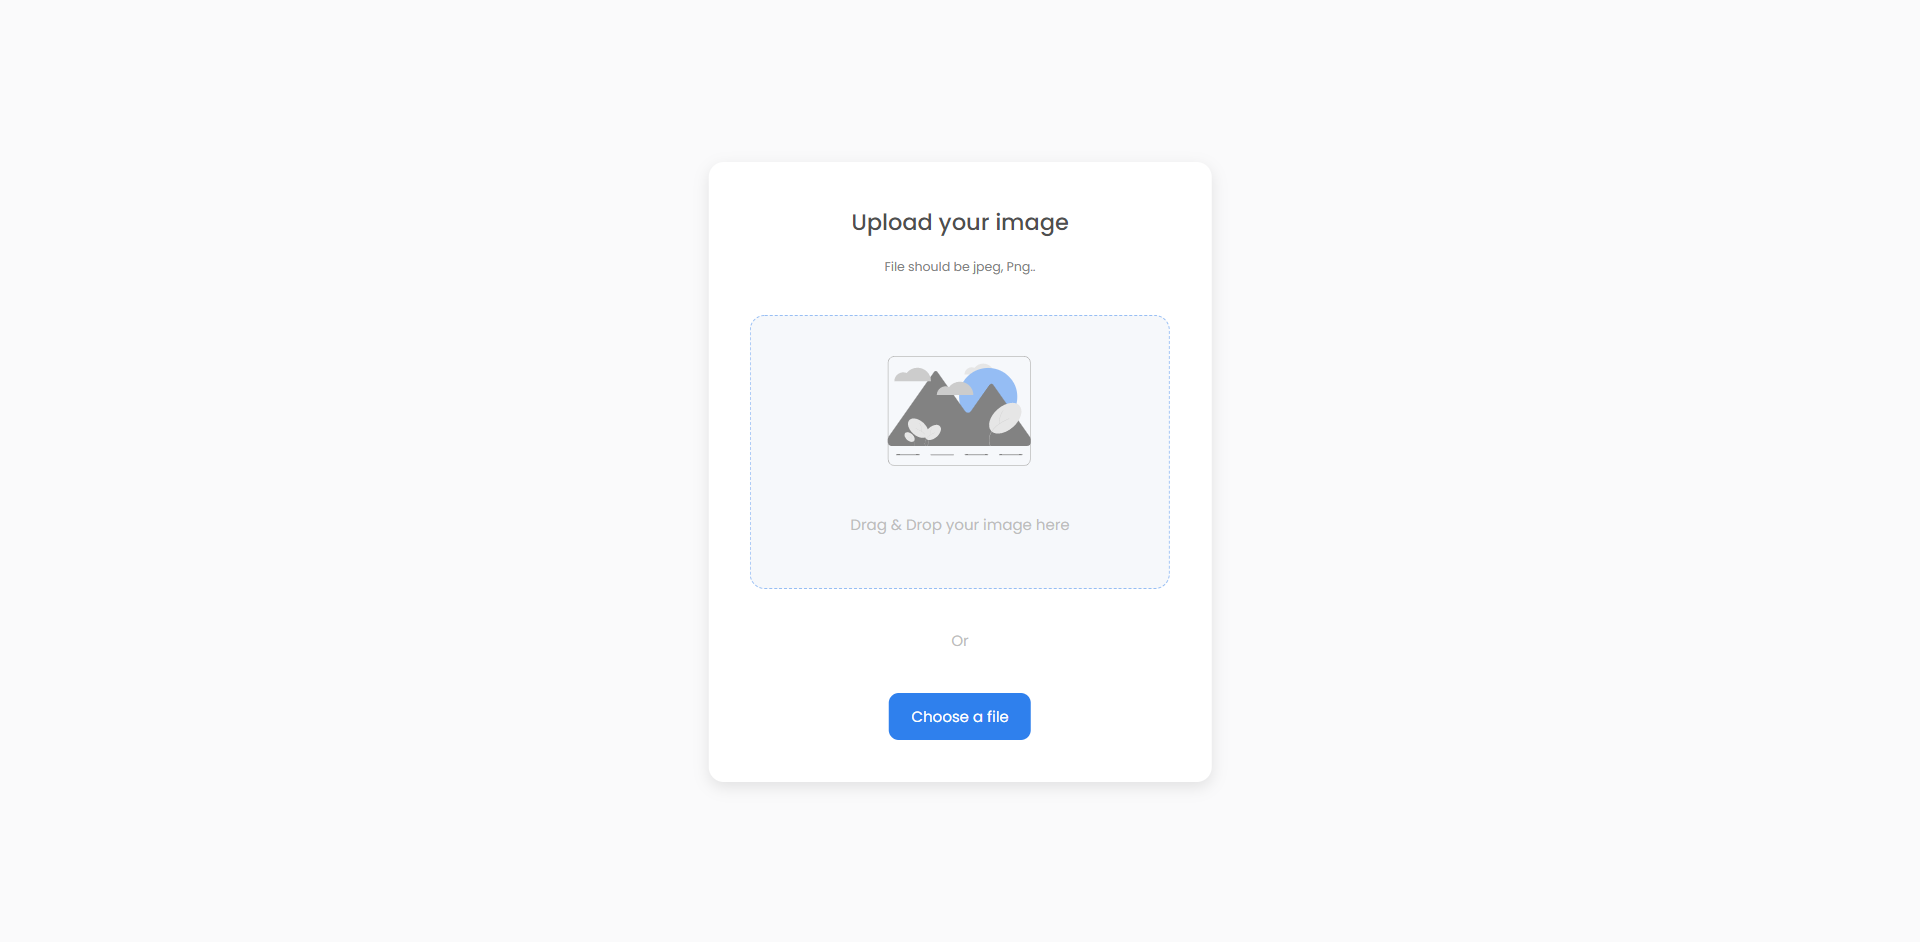 Upload your image
File should be jpeg, Png..
Drag & Drop your image here
Or
Choose a file